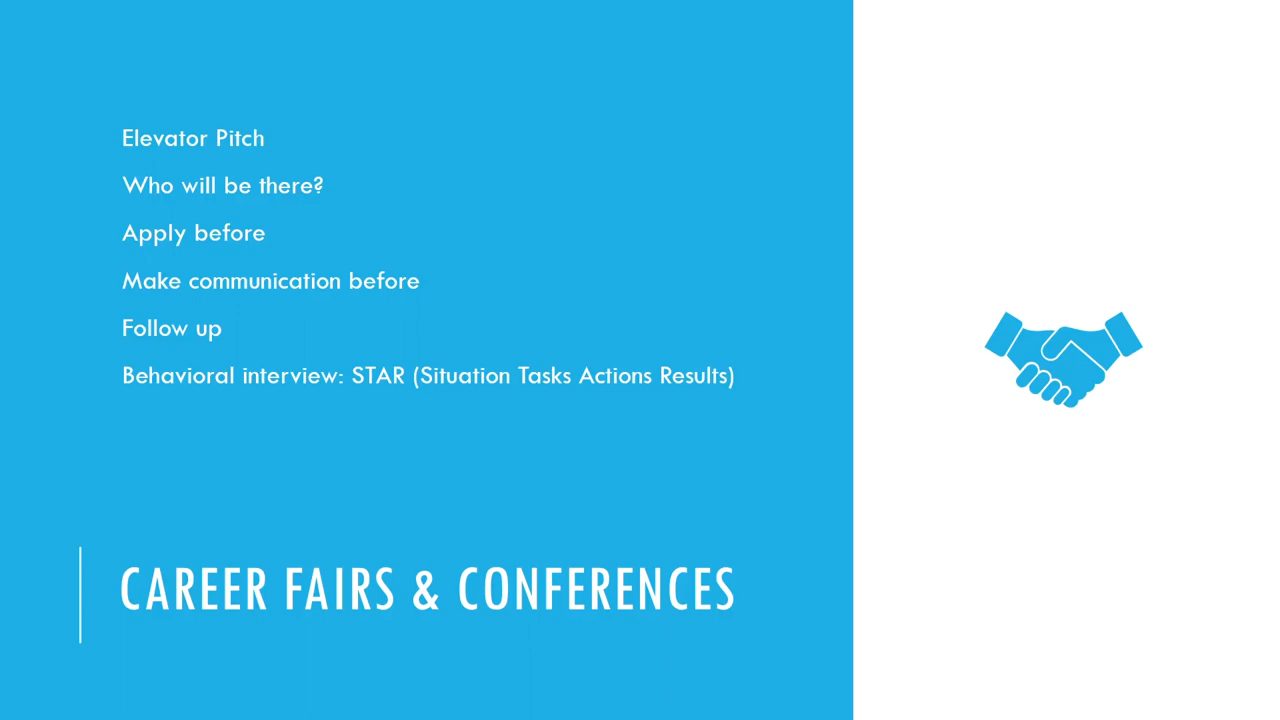 Elevator Pitch
Who will be there?
Apply before
Make communication before
Follow up
Behavioral interview: STAR (Situation Tasks Actions Results)
CAREER FAIRS & CONFERENCES